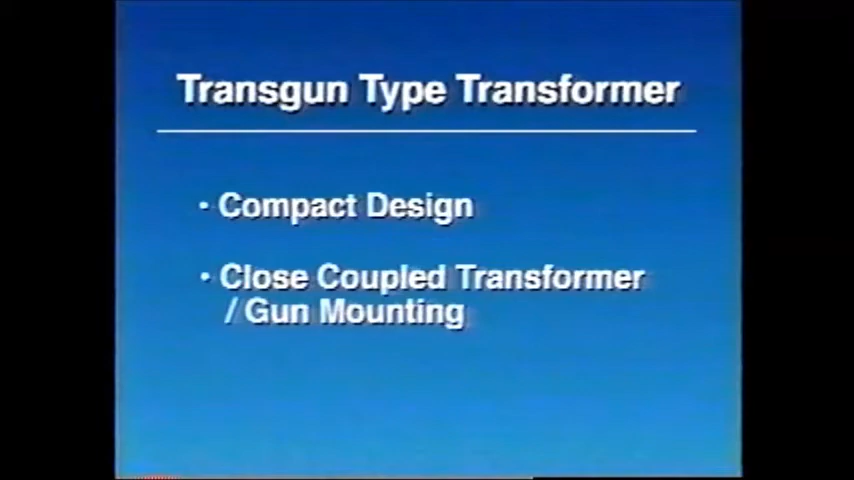 Transgun Type Transformer
· Compact Design
· Close Coupled Transformer
/ Gun Mounting